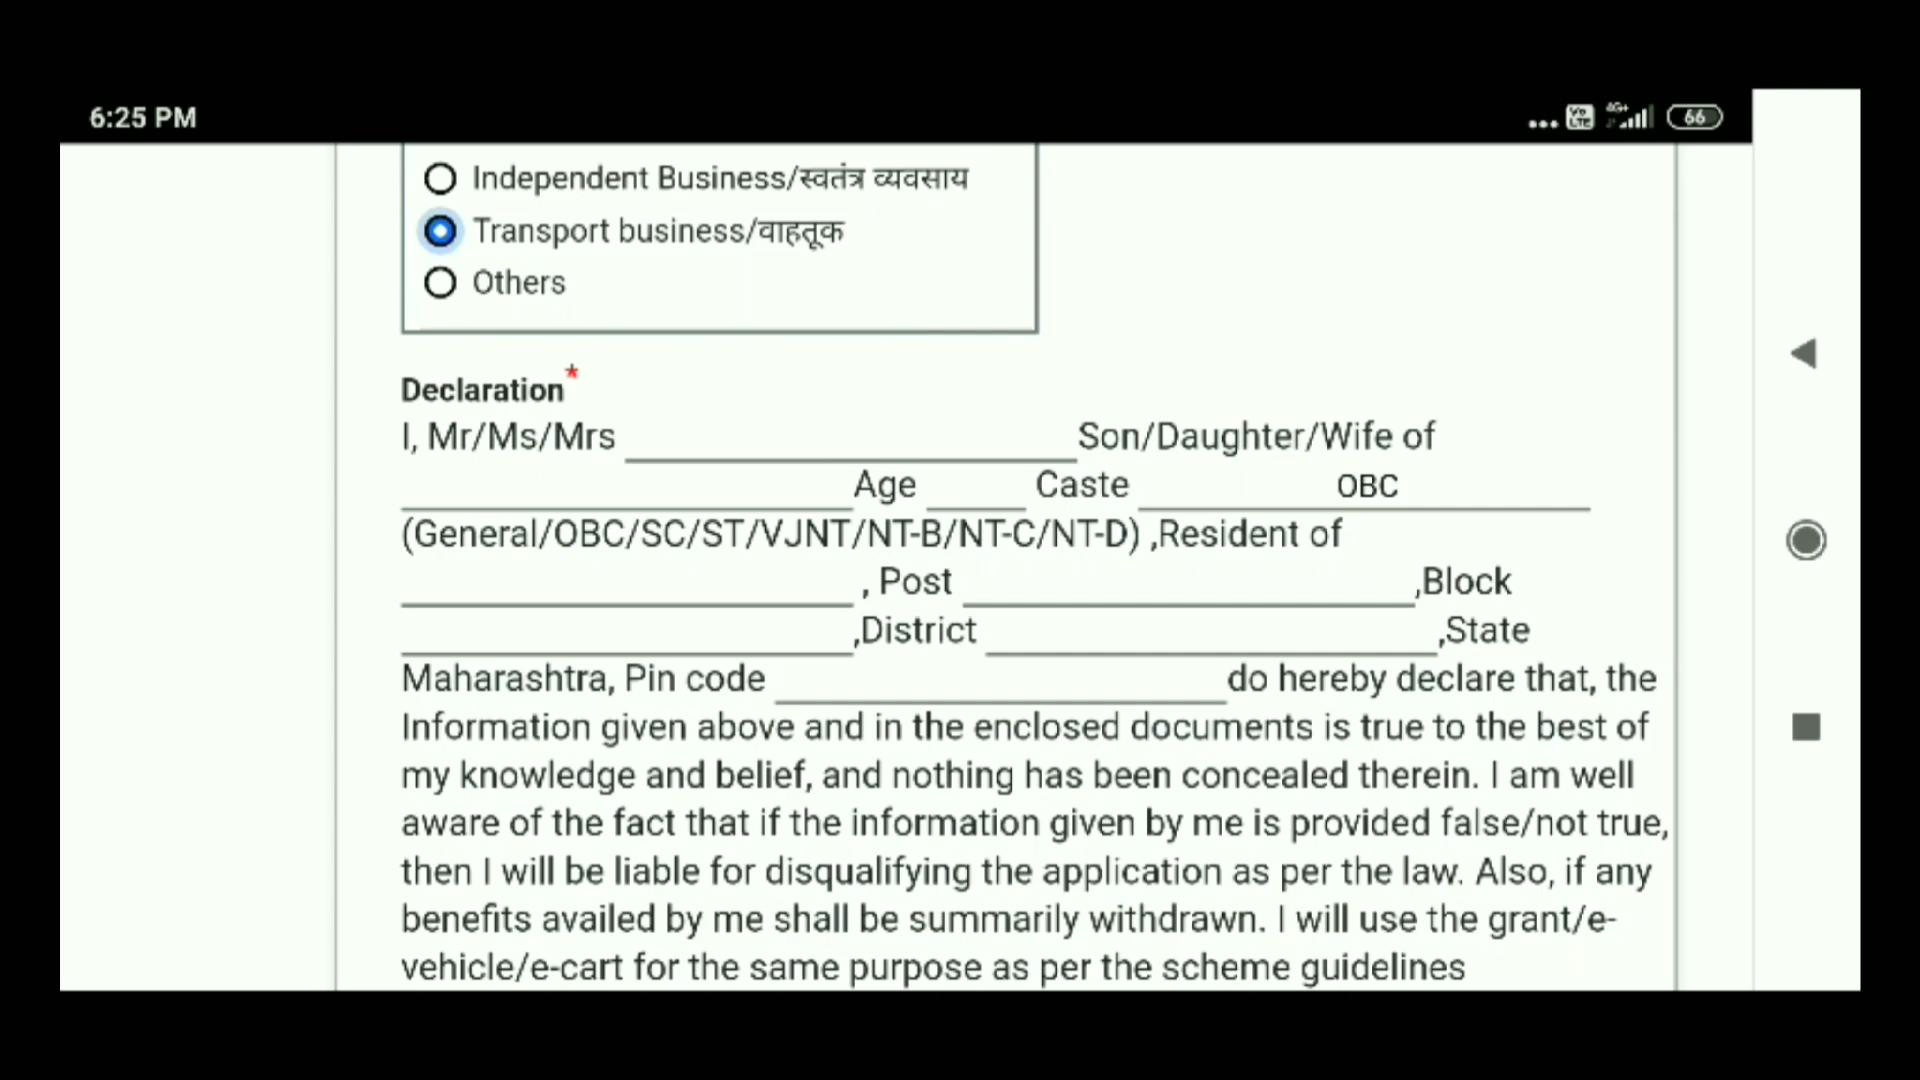 6:25 PM
Vo LTE 4G+ 66
Independent Business/स्वतंत्र व्यवसाय
Transport business/वाहतूक
Others
Declaration*
I, Mr/Ms/Mrs Son/Daughter/Wife of
Age Caste OBC
(General/OBC/SC/ST/VJNT/NT-B/NT-C/NT-D) ,Resident of
, Post ,Block
,District ,State
Maharashtra, Pin code do hereby declare that, the
Information given above and in the enclosed documents is true to the best of
my knowledge and belief, and nothing has been concealed therein. I am well
aware of the fact that if the information given by me is provided false/not true,
then I will be liable for disqualifying the application as per the law. Also, if any
benefits availed by me shall be summarily withdrawn. I will use the grant/e-
vehicle/e-cart for the same purpose as per the scheme guidelines